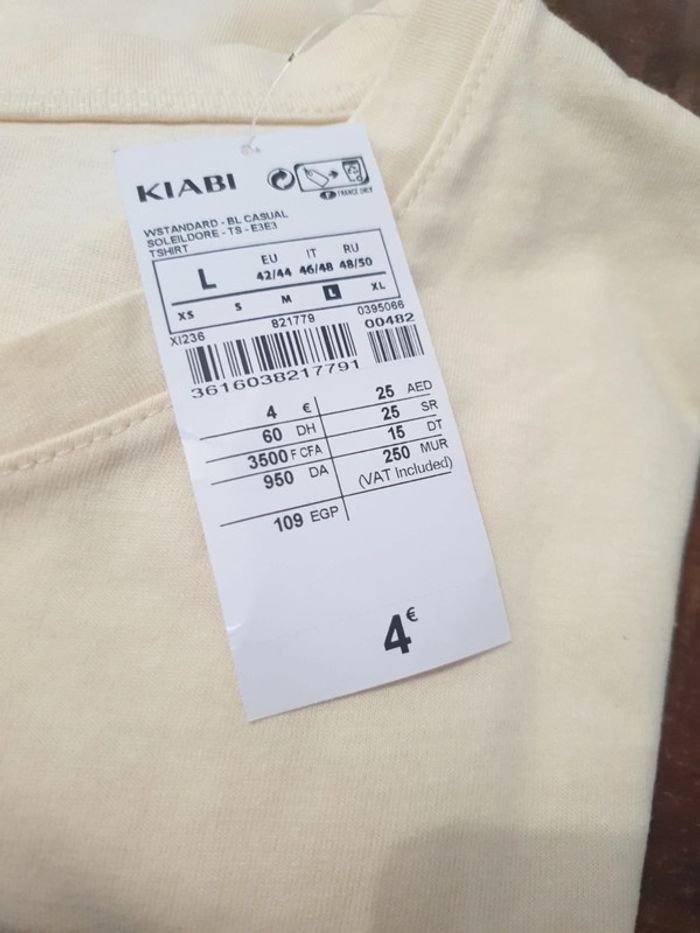 KIABI
FRANCE ONLY
WSTANDARD - BL CASUAL
SOLEILDORE - TS - E3E3
TSHIRT
L EU IT RU
42/44 46/48 48/50
XS S M L XL
XI236 821779 0395066
00482
3616038217791
4 € 25 AED
60 DH 25 SR
3500 F CFA 15 DT
950 DA 250 MUR
(VAT Included)
109 EGP
4€